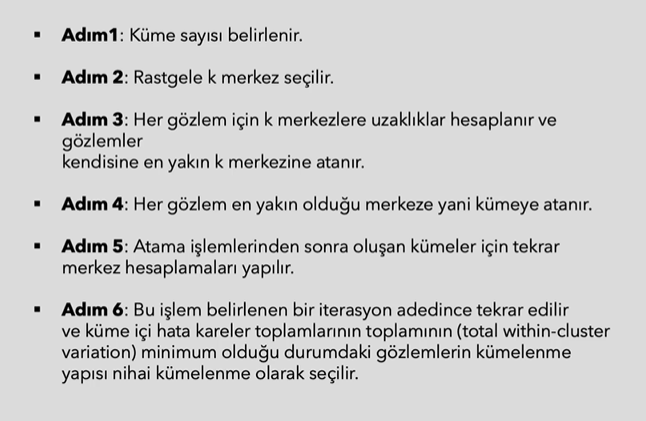 ▪ Adım1: Küme sayısı belirlenir.
▪ Adım 2: Rastgele k merkez seçilir.
▪ Adım 3: Her gözlem için k merkezlere uzaklıklar hesaplanır ve
gözlemler
kendisine en yakın k merkezine atanır.
▪ Adım 4: Her gözlem en yakın olduğu merkeze yani kümeye atanır.
▪ Adım 5: Atama işlemlerinden sonra oluşan kümeler için tekrar
merkez hesaplamaları yapılır.
▪ Adım 6: Bu işlem belirlenen bir iterasyon adedince tekrar edilir
ve küme içi hata kareler toplamlarının toplamının (total within-cluster
variation) minimum olduğu durumdaki gözlemlerin kümelenme
yapısı nihai kümelenme olarak seçilir.